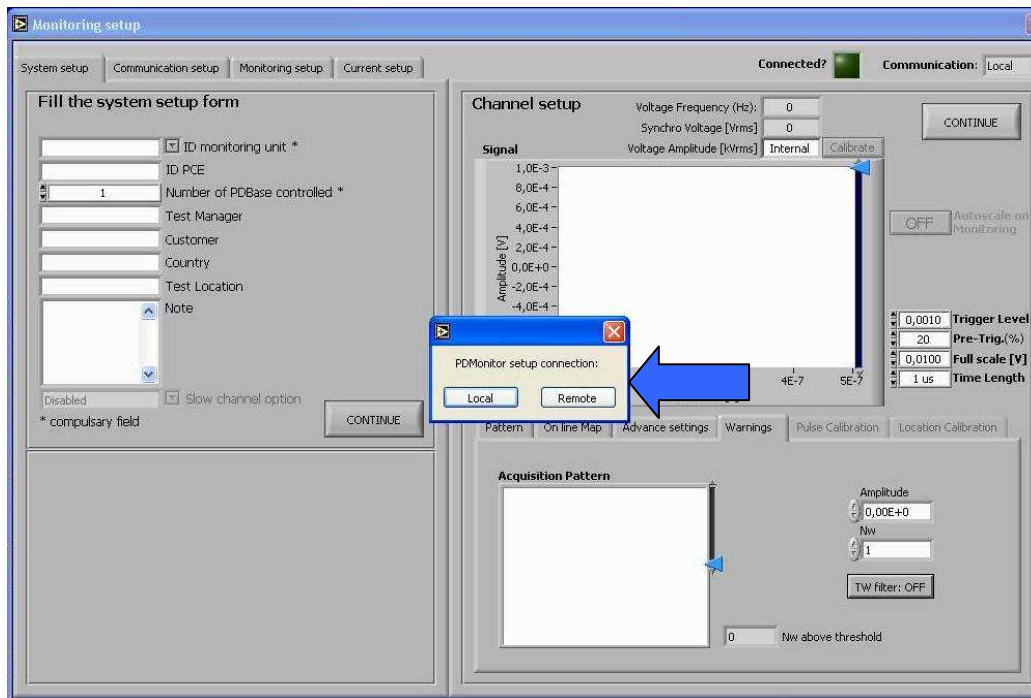 Monitoring setup
System setup
Communication setup
Monitoring setup
Current setup
Connected?
Communication: Local
Fill the system setup form
ID monitoring unit *
ID PCE
1 Number of PDBase controlled *
Test Manager
Customer
Country
Test Location
Note
Disabled Slow channel option
* compulsary field
CONTINUE
Channel setup
Voltage Frequency (Hz): 0
Synchro Voltage [Vrms] 0
Voltage Amplitude [kVrms] Internal Calibrate
CONTINUE
Signal
Amplitude [V]
1,0E-3
8,0E-4
6,0E-4
4,0E-4
2,0E-4
0,0E+0
-2,0E-4
-4,0E-4
4E-7
5E-7
OFF
Autoscale on
Monitoring
0,0010 Trigger Level
20 Pre-Trig.(%)
0,0100 Full scale [V]
1 us Time Length
PDMonitor setup connection:
Local
Remote
Pattern
On line Map
Advance settings
Warnings
Pulse Calibration
Location Calibration
Acquisition Pattern
Amplitude
0,00E+0
Nw
1
TW filter: OFF
0 Nw above threshold